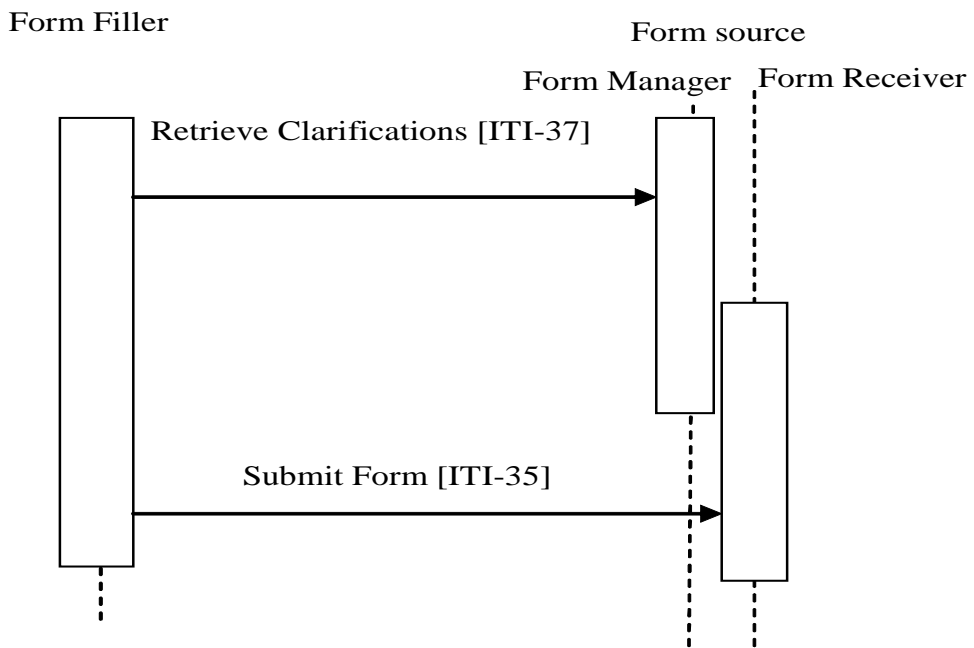 Form Filler
Form source
Form Manager
Form Receiver
Retrieve Clarifications [ITI-37]
Submit Form [ITI-35]